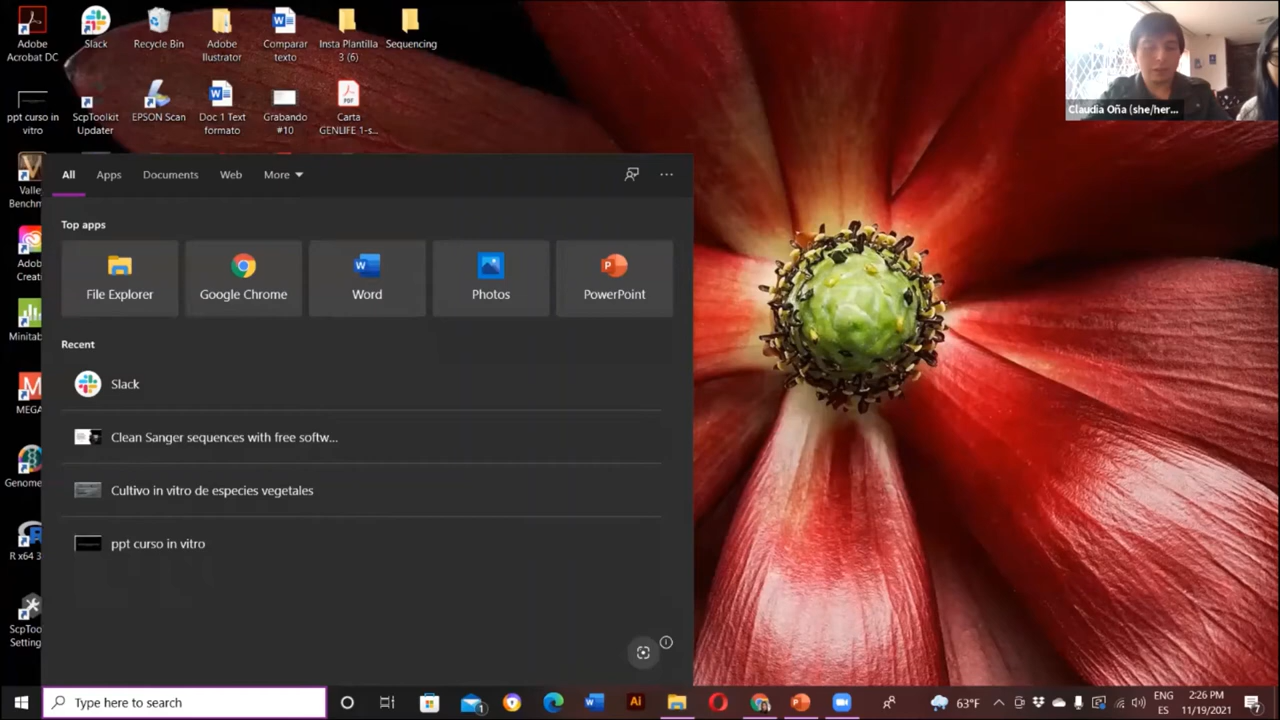 Adobe
Acrobat DC
Slack
Recycle Bin
Adobe
Ilustrator
Comparar
texto
Insta Plantilla
3 (6)
Sequencing
Claudia Oña (she/her...
ppt curso in
vitro
ScpToolkit
Updater
EPSON Scan
Doc 1 Text
formato
Grabando
#10
Carta
GENLIFE 1-s...
Valle
Benchm
Adob
Creati
Minitab
MEGA
Genome
R x64 3
ScpToo
Setting
All
Apps
Documents
Web
More
Top apps
File Explorer
Google Chrome
Word
Photos
PowerPoint
Recent
Slack
Clean Sanger sequences with free softw...
Cultivo in vitro de especies vegetales
ppt curso in vitro
Type here to search
63°F
ENG
ES
2:26 PM
11/19/2021